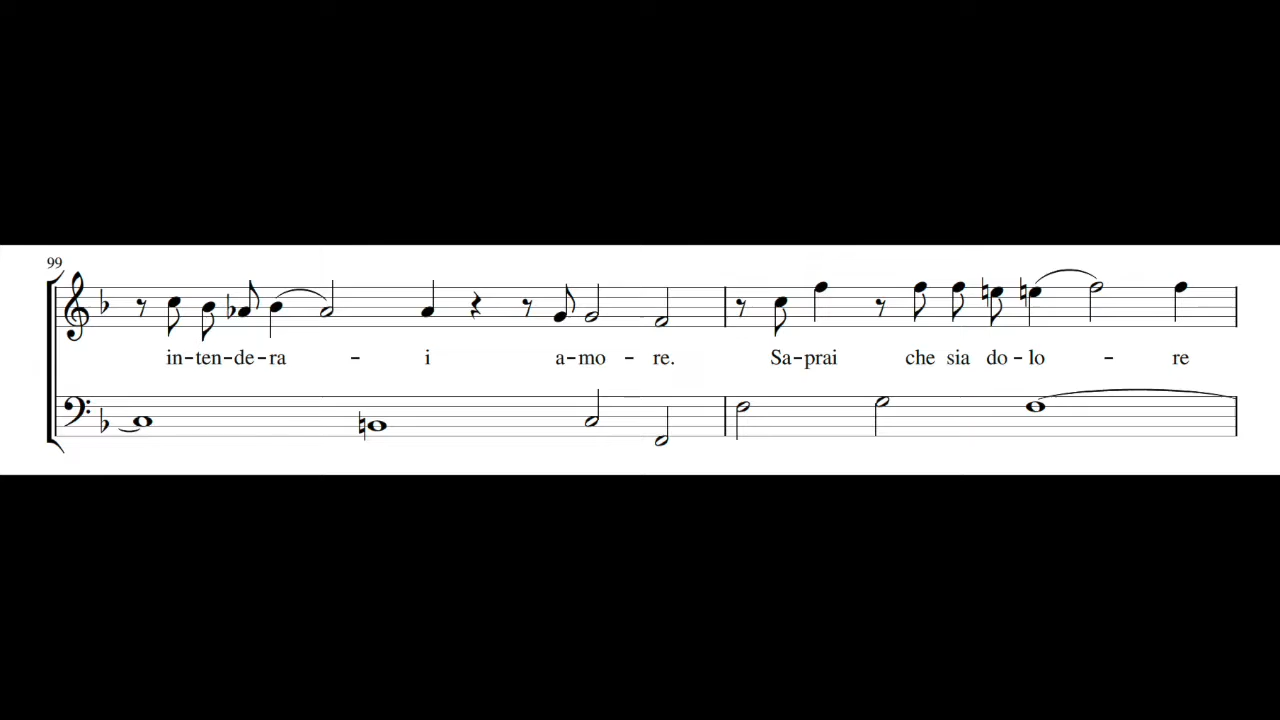 99
in-ten-de-ra - i a-mo - re. Sa-prai che sia do-lo - re